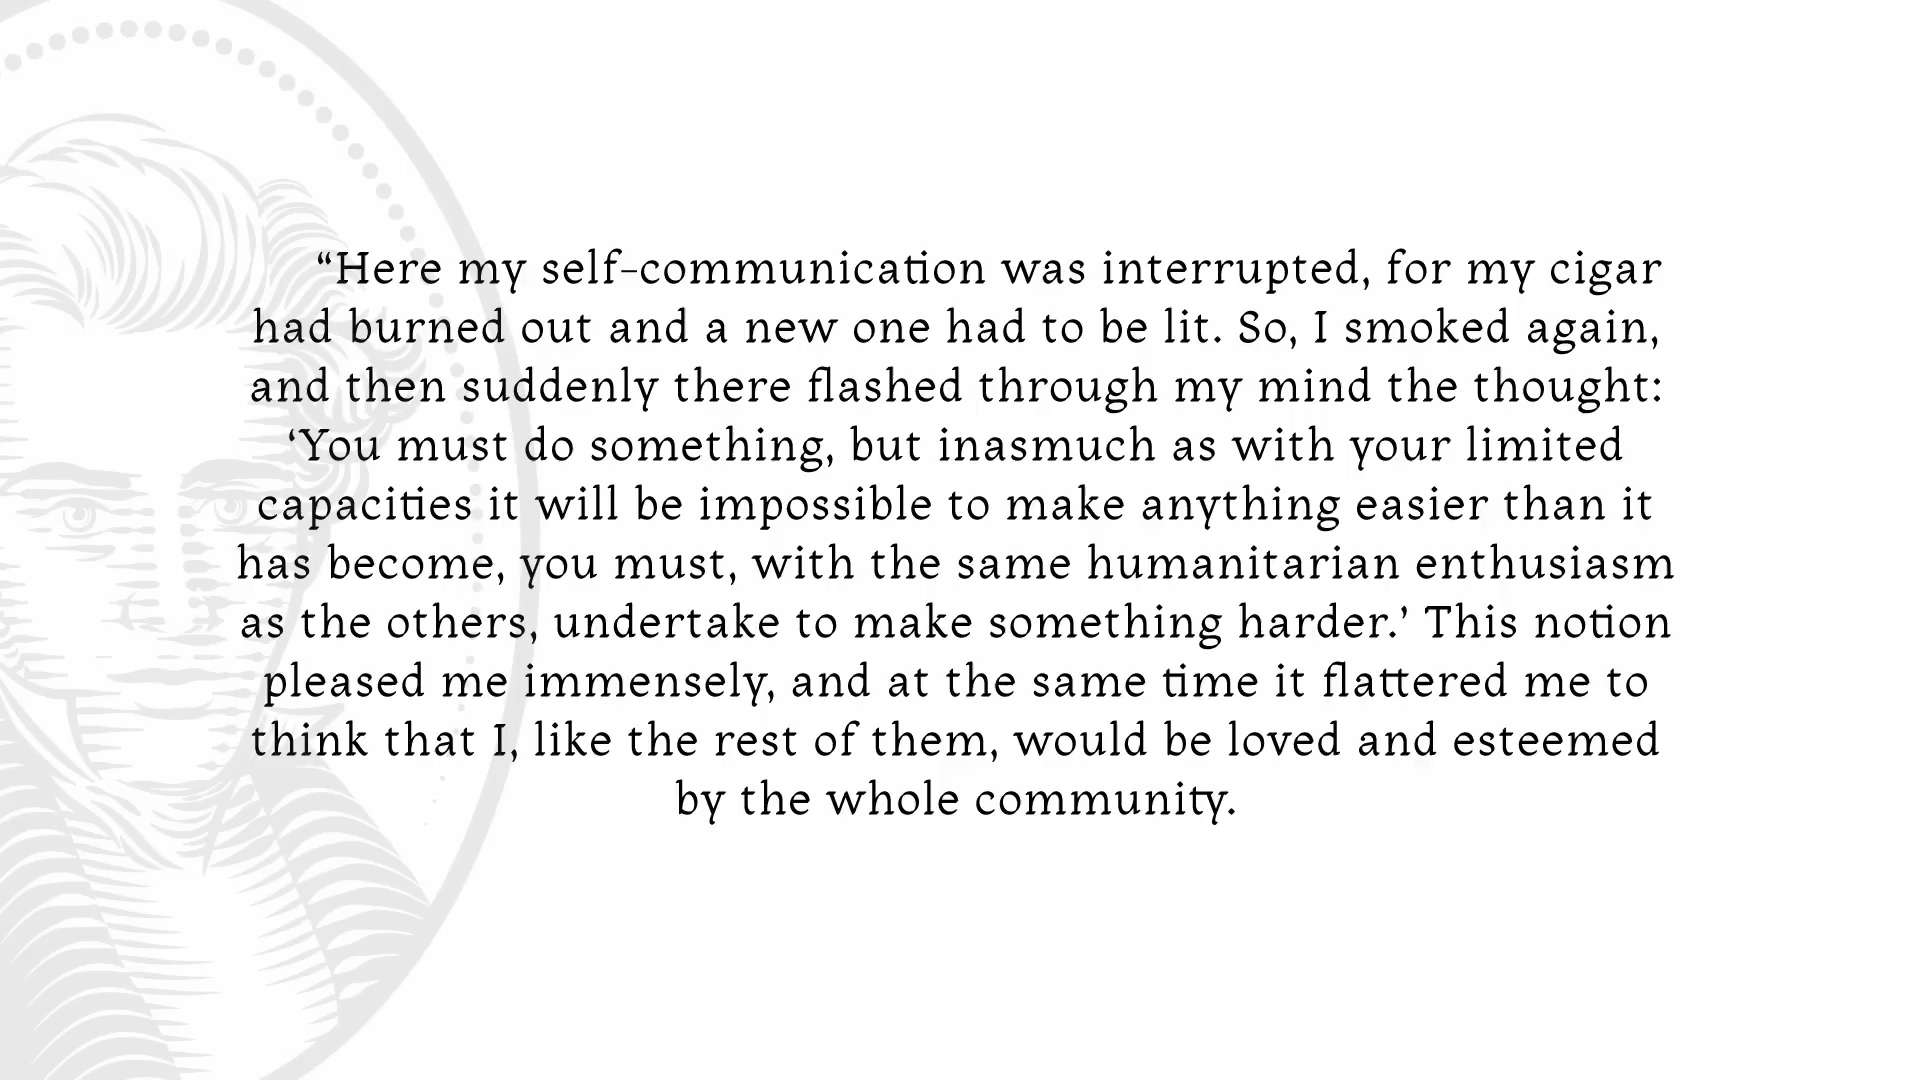 “Here my self-communication was interrupted, for my cigar
had burned out and a new one had to be lit. So, I smoked again,
and then suddenly there flashed through my mind the thought:
‘You must do something, but inasmuch as with your limited
capacities it will be impossible to make anything easier than it
has become, you must, with the same humanitarian enthusiasm
as the others, undertake to make something harder.’ This notion
pleased me immensely, and at the same time it flattered me to
think that I, like the rest of them, would be loved and esteemed
by the whole community.